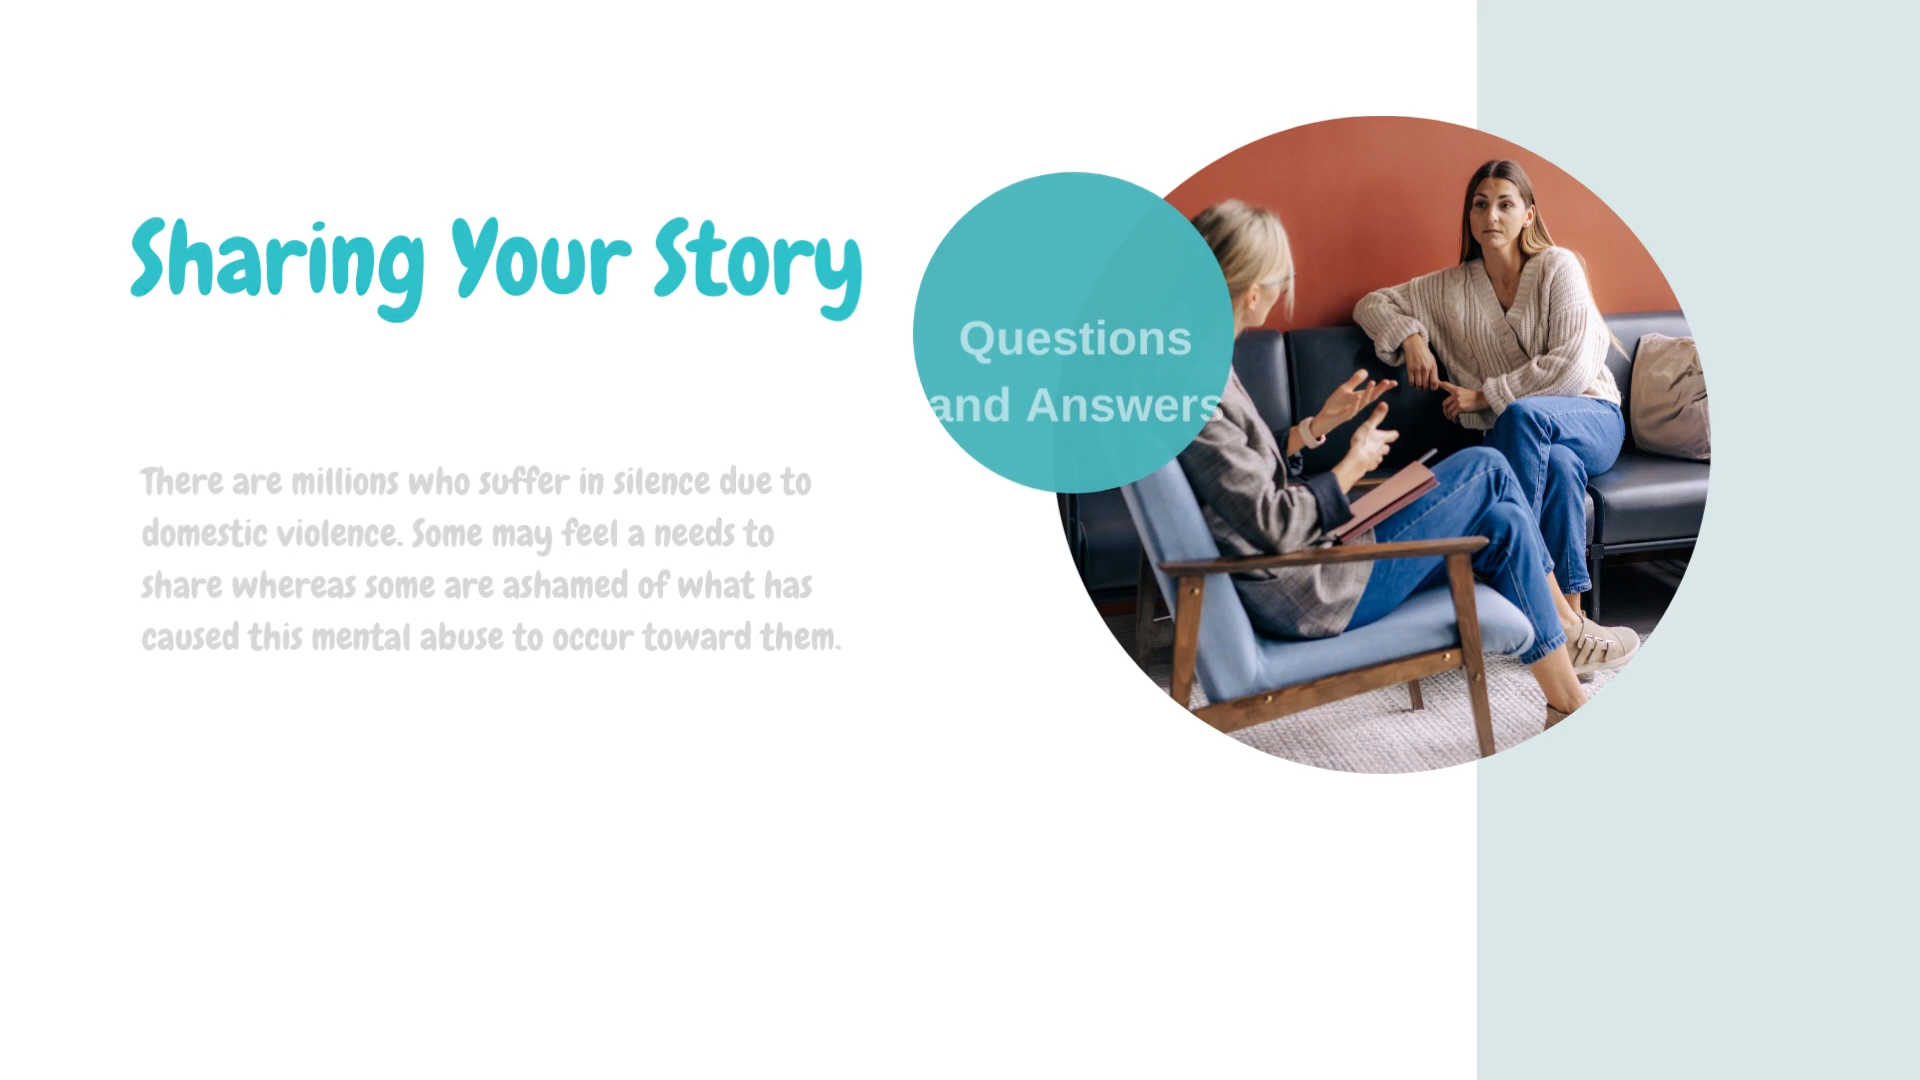 Sharing Your Story
Questions
and Answers
There are millions who suffer in silence due to
domestic violence. Some may feel a needs to
share whereas some are ashamed of what has
caused this mental abuse to occur toward them.